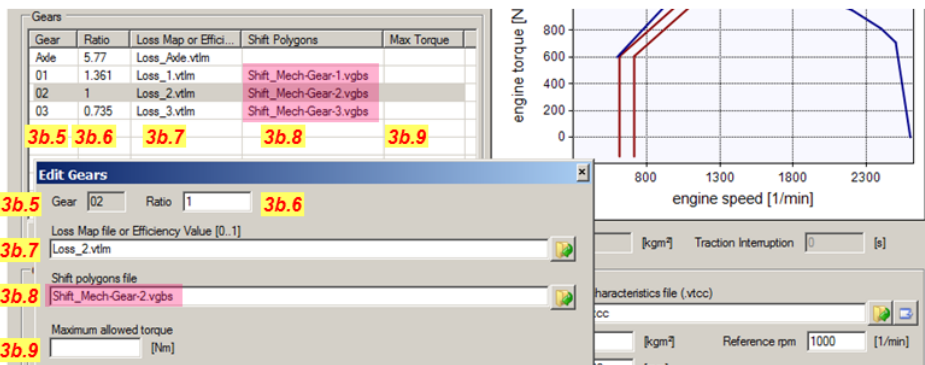 Gears
Gear Ratio Loss Map or Effici... Shift Polygons Max Torque
Axle 5.77 Loss_Axle.vtlm
01 1.361 Loss_1.vtlm Shift_Mech-Gear-1.vgbs
02 1 Loss_2.vtlm Shift_Mech-Gear-2.vgbs
03 0.735 Loss_3.vtlm Shift_Mech-Gear-3.vgbs
3b.5 3b.6 3b.7 3b.8 3b.9
engine torque [N
800
600
400
200
0
800 1300 1800 2300
engine speed [1/min]
Edit Gears
3b.5 Gear 02 Ratio 1 3b.6
Loss Map file or Efficiency Value [0..1]
3b.7 Loss_2.vtlm
Shift polygons file
3b.8 Shift_Mech-Gear-2.vgbs
Maximum allowed torque
3b.9 [Nm]
[kgm²] Traction Interruption 0 [s]
haracteristics file (.vtcc)
tcc
[kgm²] Reference rpm 1000 [1/min]